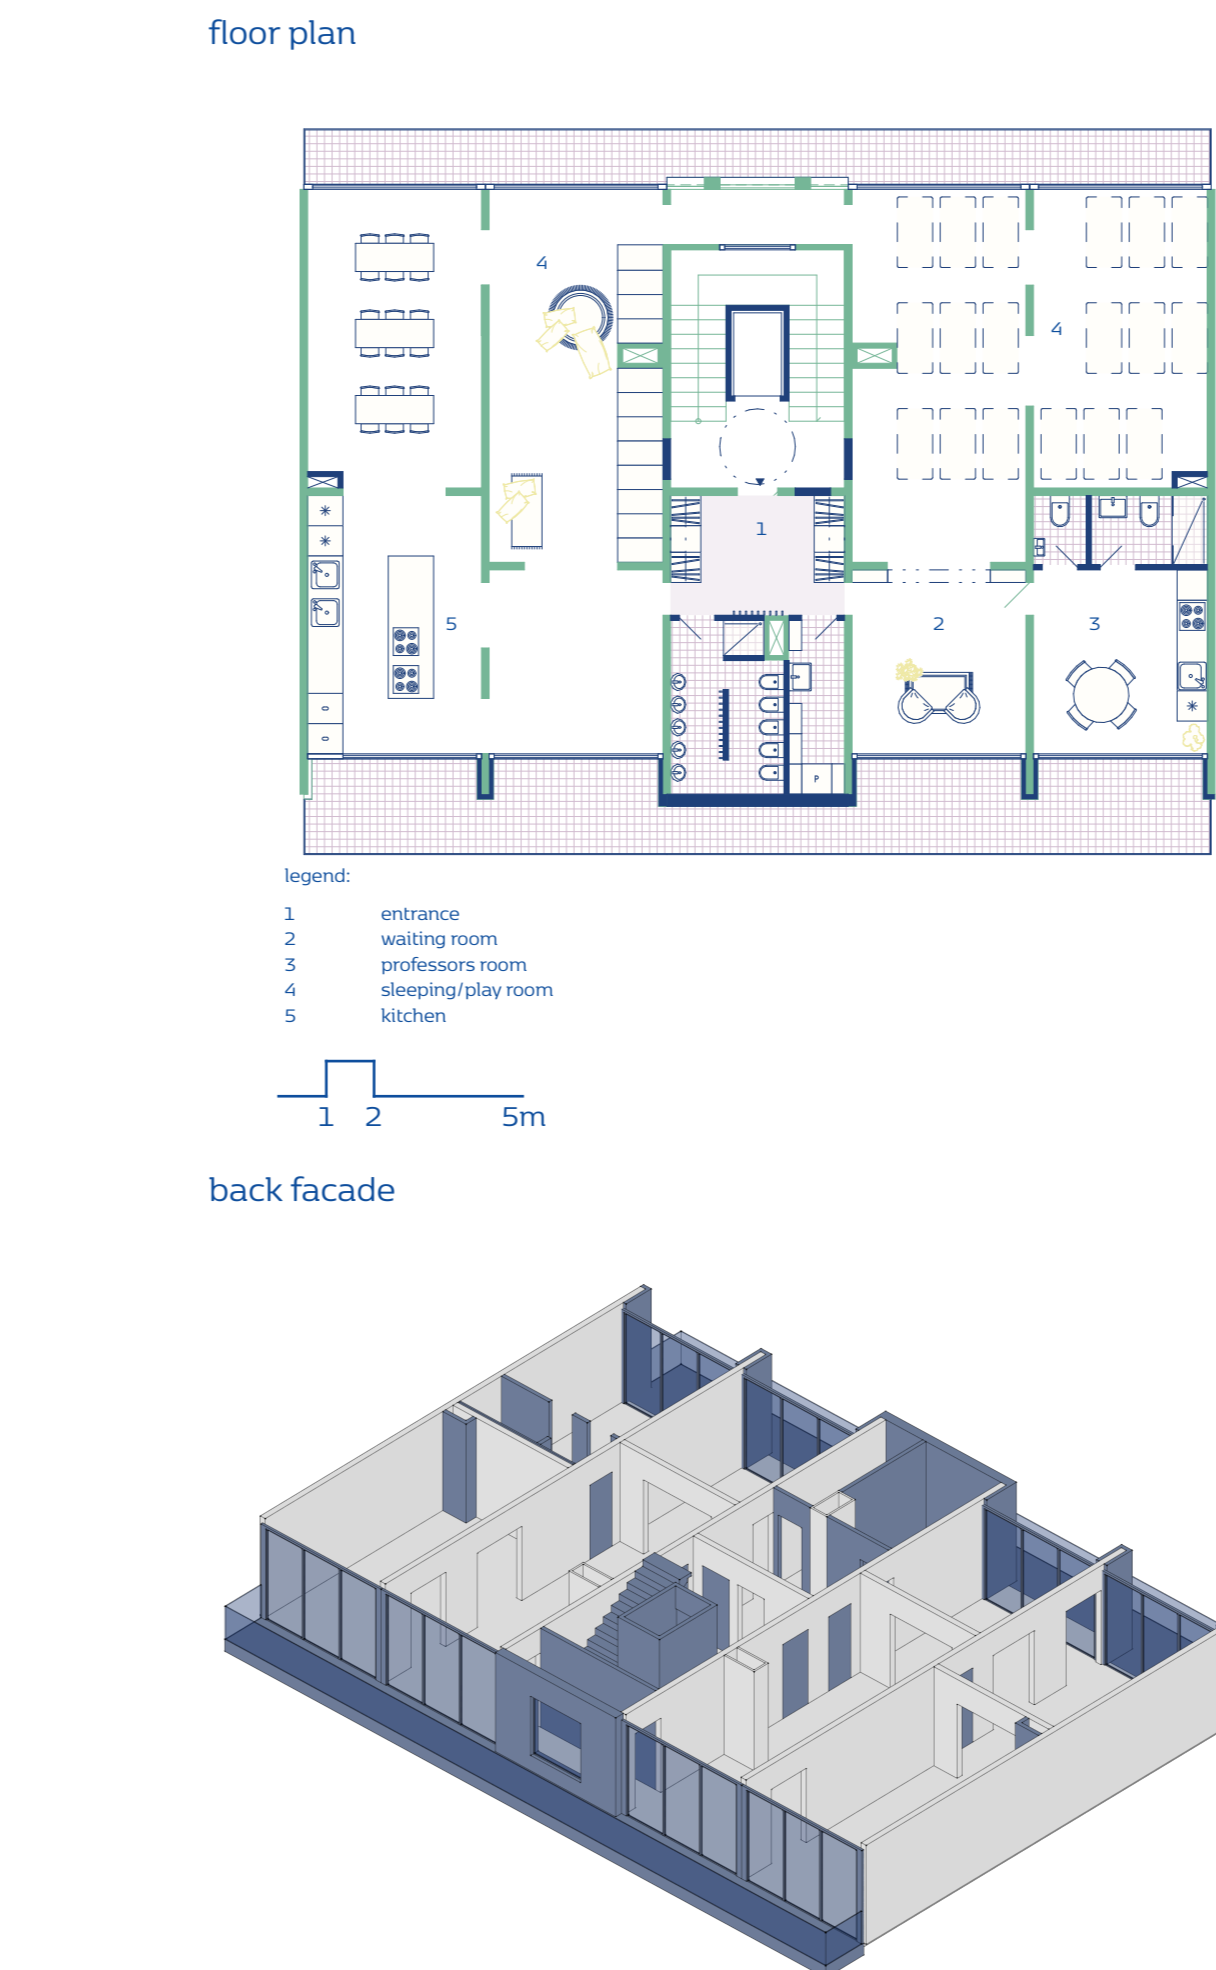 floor plan
4
4
1
5
2
3
P
legend:
1 entrance
2 waiting room
3 professors room
4 sleeping/play room
5 kitchen
1 2 5m
back facade